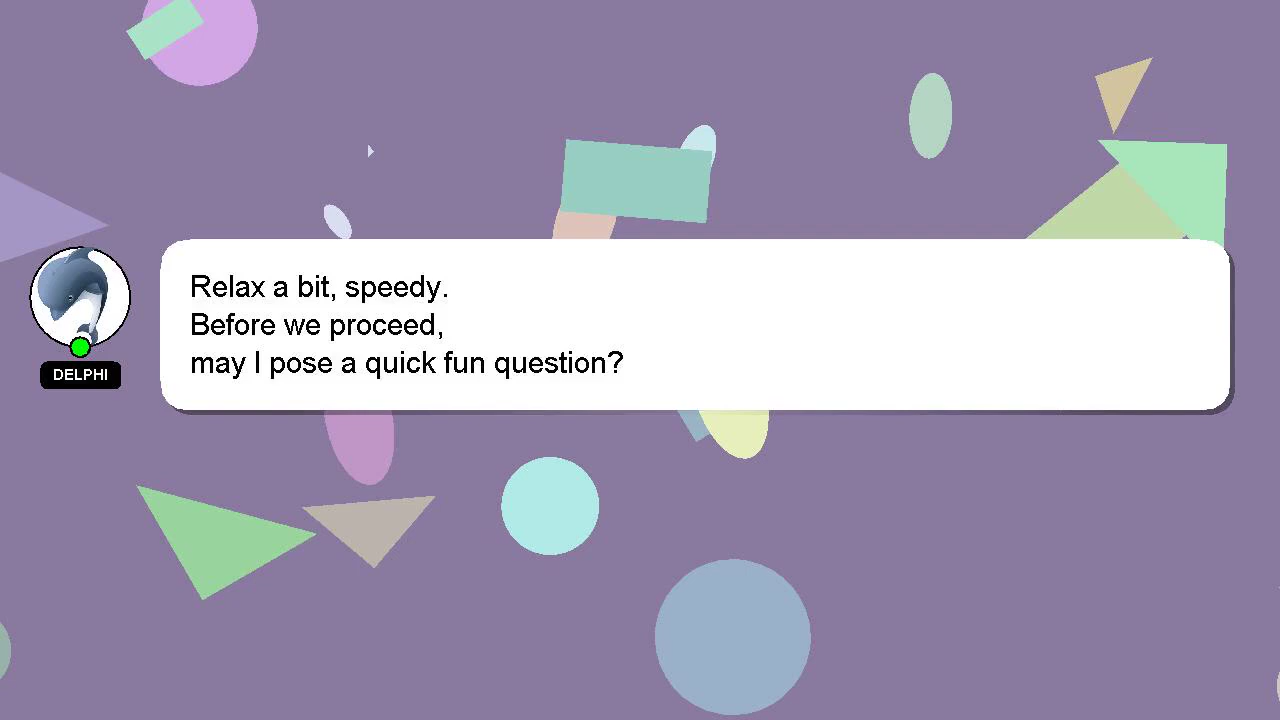 Relax a bit, speedy.
Before we proceed,
may I pose a quick fun question?
DELPHI